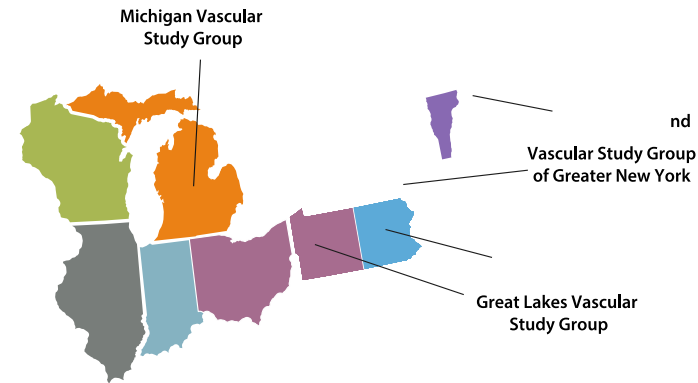 Michigan Vascular
Study Group
nd
Vascular Study Group
of Greater New York
Great Lakes Vascular
Study Group